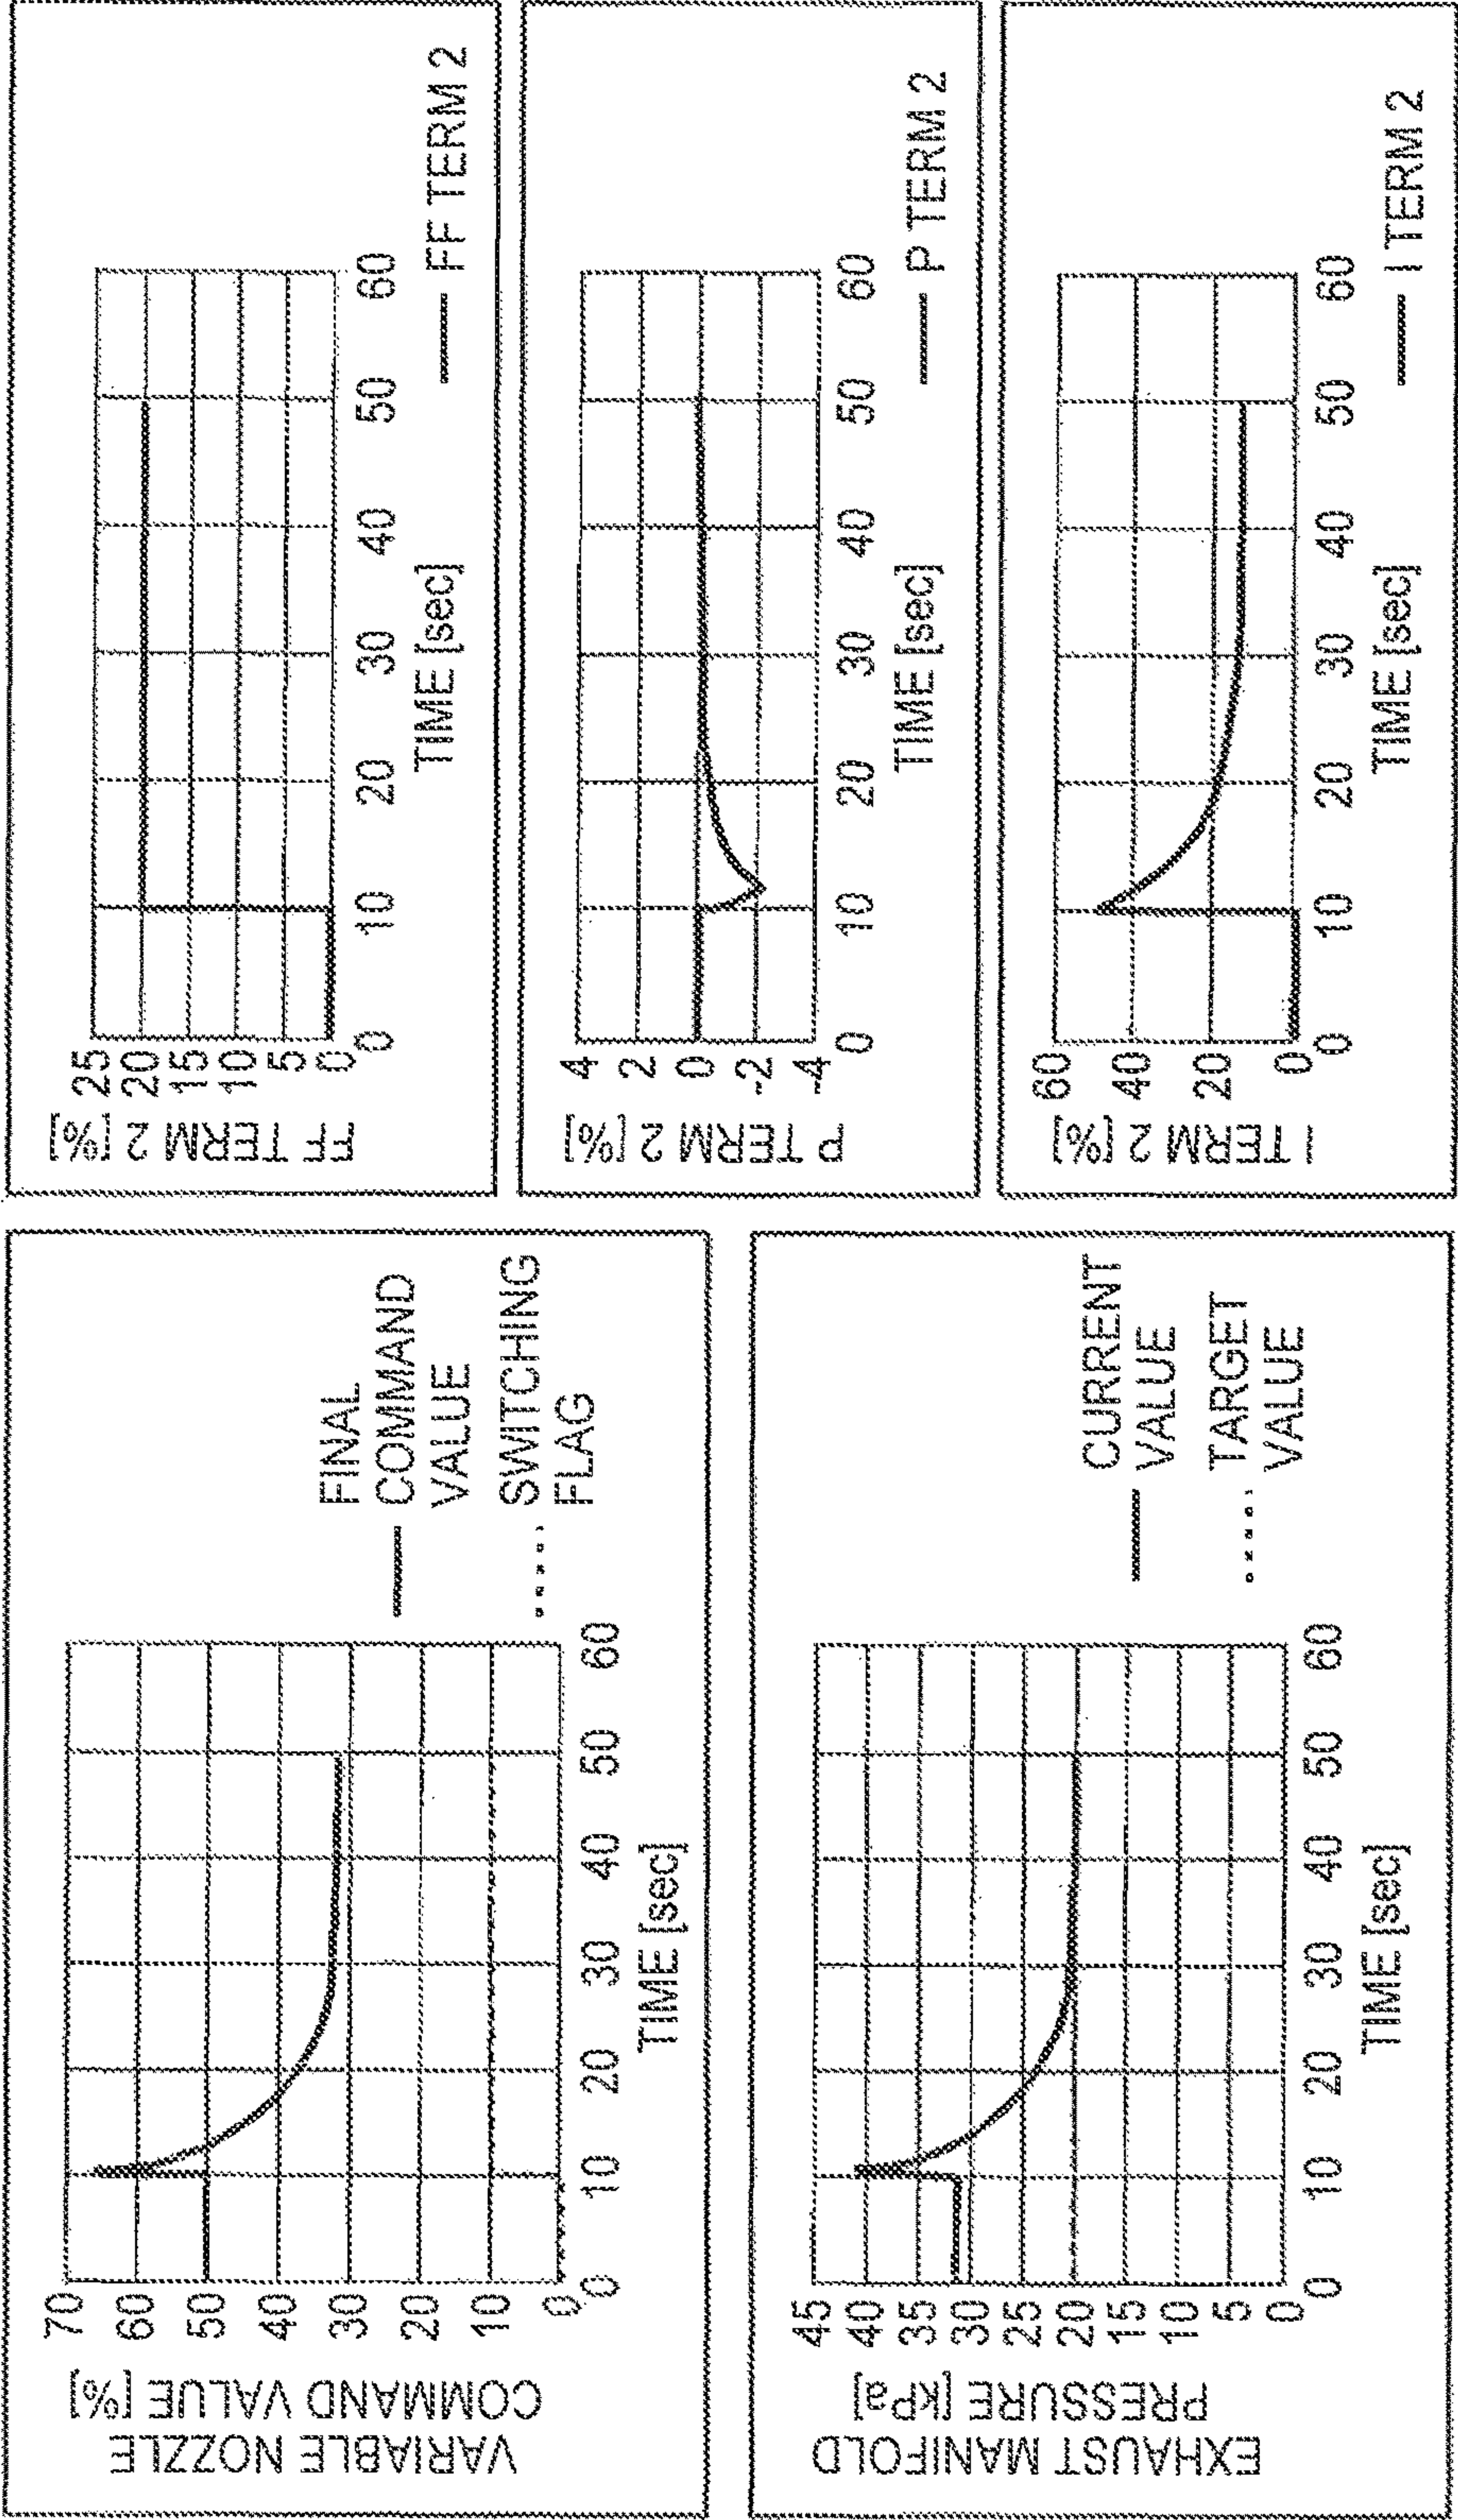 VARIABLE NOZZLE
COMMAND VALUE [%]
70
60
50
40
30
20
10
0
0 10 20 30 40 50 60
TIME [sec]
FINAL
COMMAND
VALUE
SWITCHING
FLAG
EXHAUST MANIFOLD
PRESSURE [kPa]
45
40
35
30
25
20
15
10
5
0
0 10 20 30 40 50 60
TIME [sec]
CURRENT
VALUE
TARGET
VALUE
FF TERM 2 [%]
25
20
15
10
5
0
0 10 20 30 40 50 60
TIME [sec]
FF TERM 2
P TERM 2 [%]
4
2
0
-2
-4
0 10 20 30 40 50 60
TIME [sec]
P TERM 2
I TERM 2 [%]
60
40
20
0
0 10 20 30 40 50 60
TIME [sec]
I TERM 2